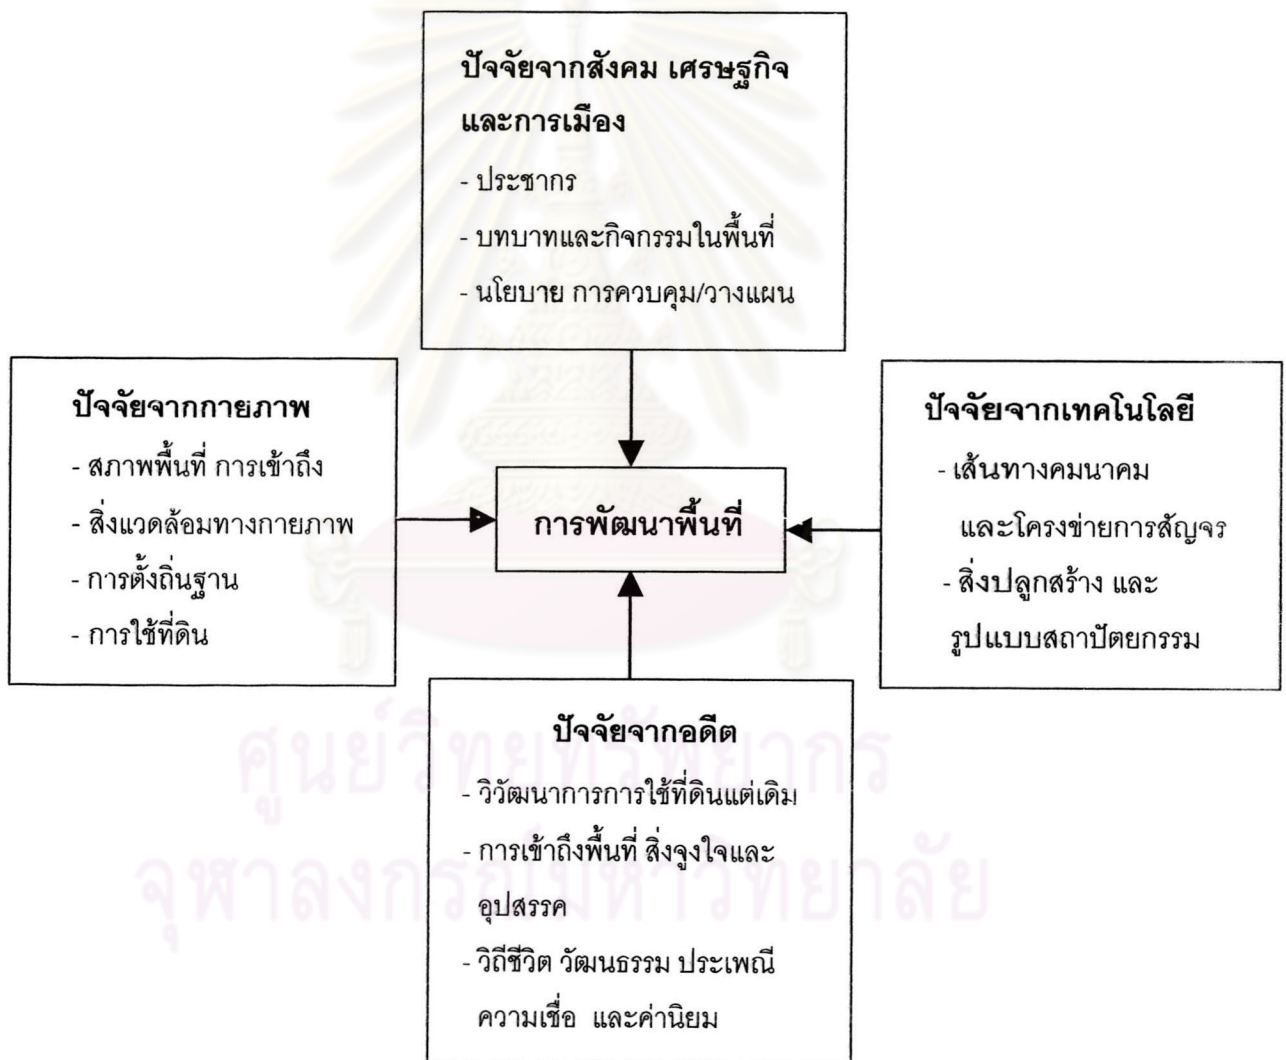 ปัจจัยจากสังคม เศรษฐกิจ
และการเมือง
- ประชากร
- บทบาทและกิจกรรมในพื้นที่
- นโยบาย การควบคุม/วางแผน
ปัจจัยจากกายภาพ
- สภาพพื้นที่ การเข้าถึง
- สิ่งแวดล้อมทางกายภาพ
- การตั้งถิ่นฐาน
- การใช้ที่ดิน
การพัฒนาพื้นที่
ปัจจัยจากเทคโนโลยี
- เส้นทางคมนาคม
และโครงข่ายการสัญจร
- สิ่งปลูกสร้าง และ
รูปแบบสถาปัตยกรรม
ปัจจัยจากอดีต
- วิวัฒนาการการใช้ที่ดินแต่เดิม
- การเข้าถึงพื้นที่ สิ่งจูงใจและ
อุปสรรค
- วิถีชีวิต วัฒนธรรม ประเพณี
ความเชื่อ และค่านิยม
ศูนย์วิทยทรัพยากร
จุฬาลงกรณ์มหาวิทยาลัย